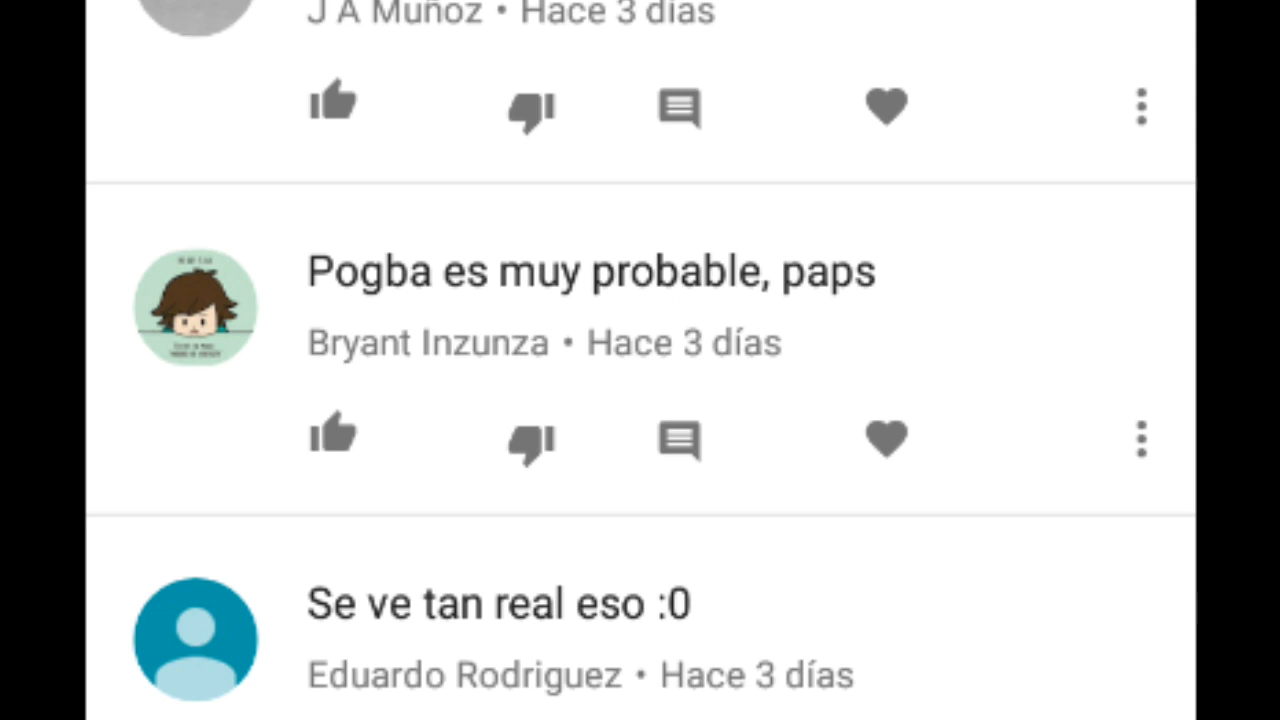 J A Muñoz • Hace 3 días
Pogba es muy probable, paps
Bryant Inzunza • Hace 3 días
Se ve tan real eso :0
Eduardo Rodriguez • Hace 3 días